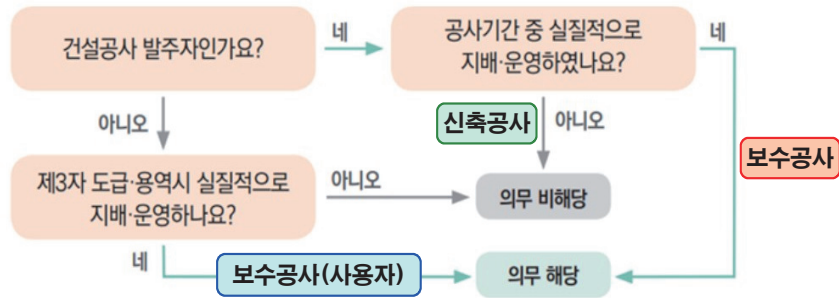 건설공사 발주자인가요?
네
공사기간 중 실질적으로
지배·운영하였나요?
네
아니오
신축공사
아니오
보수공사
제3자 도급·용역시 실질적으로
지배·운영하나요?
아니오
의무 비해당
네
보수공사(사용자)
의무 해당